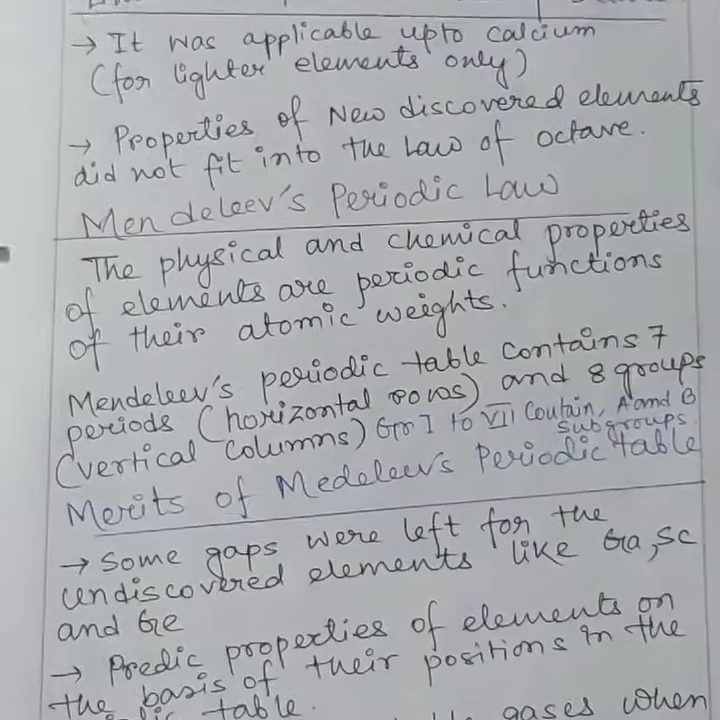 → It was applicable upto calcium
(for lighter elements only)
→ Properties of New discovered elements
did not fit into the Law of octave.
Mendeleev's Periodic Law
The physical and chemical properties
of elements are periodic functions
of their atomic weights.
Mendeleev's periodic table contains 7
periods (horizontal rows) and 8 groups
(vertical columns) Gro I to VII Contain, A and B
subgroups
Merits of Medeleev's Periodic table
→ Some gaps were left for the
undiscovered elements like Ga, Sc
and Ge
→ Predic properties of elements on
the basis of their positions in the
table.
gases when